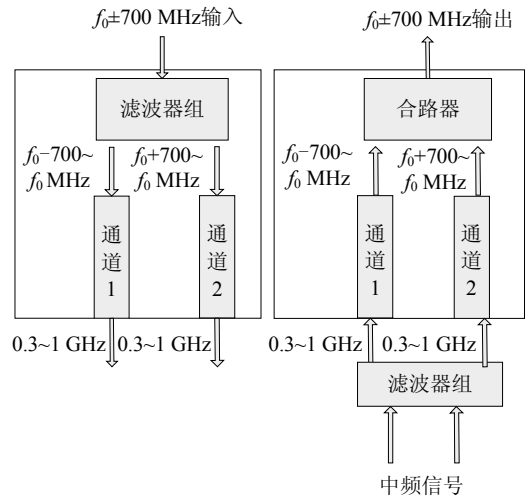 f₀±700 MHz输入
滤波器组
f₀−700~
f₀ MHz
f₀+700~
f₀ MHz
通道1
通道2
0.3~1 GHz
0.3~1 GHz
f₀±700 MHz输出
合路器
f₀−700~
f₀ MHz
f₀+700~
f₀ MHz
通道1
通道2
0.3~1 GHz
0.3~1 GHz
滤波器组
中频信号